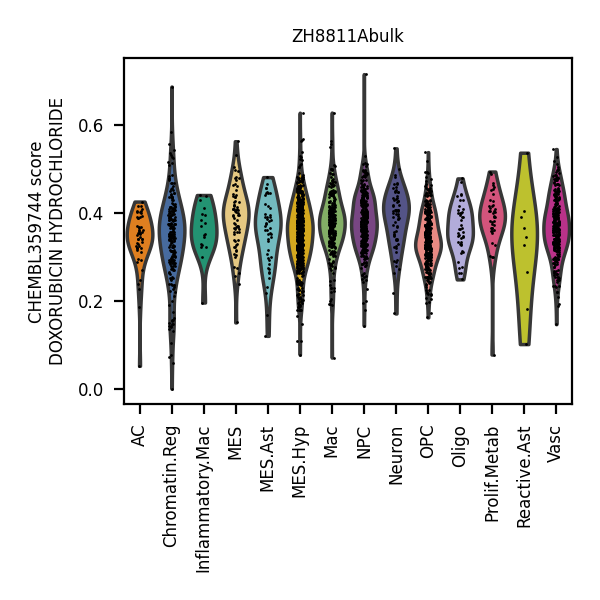 ZH8811Abulk
CHEMBL359744 score
DOXORUBICIN HYDROCHLORIDE
0.6
0.4
0.2
0.0
AC
Chromatin.Reg
Inflammatory.Mac
MES
MES.Ast
MES.Hyp
Mac
NPC
Neuron
OPC
Oligo
Prolif.Metab
Reactive.Ast
Vasc